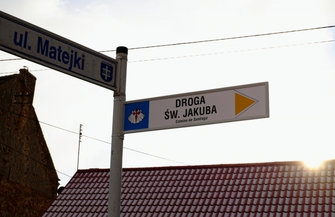 ul. Matejki
DROGA
ŚW. JAKUBA
Camino de Santiago